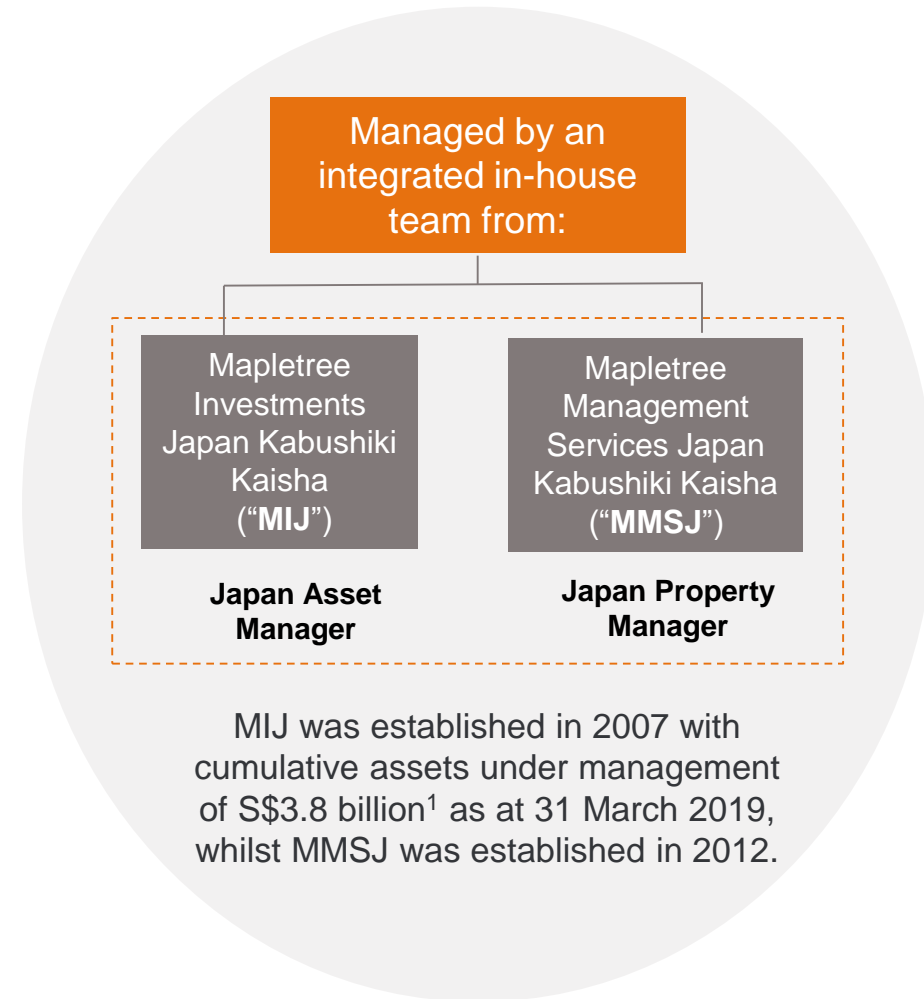 Managed by an
integrated in-house
team from:
Mapletree
Investments
Japan Kabushiki
Kaisha
(“MIJ”)
Japan Asset
Manager
Mapletree
Management
Services Japan
Kabushiki Kaisha
(“MMSJ”)
Japan Property
Manager
MIJ was established in 2007 with
cumulative assets under management
of S$3.8 billion¹ as at 31 March 2019,
whilst MMSJ was established in 2012.